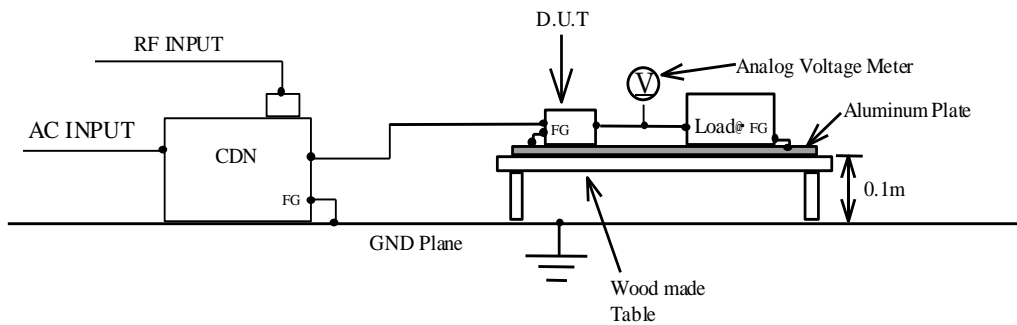 D.U.T
RF INPUT
Analog Voltage Meter
V
Aluminum Plate
AC INPUT
FG
Load
FG
CDN
0.1m
FG
GND Plane
Wood made
Table